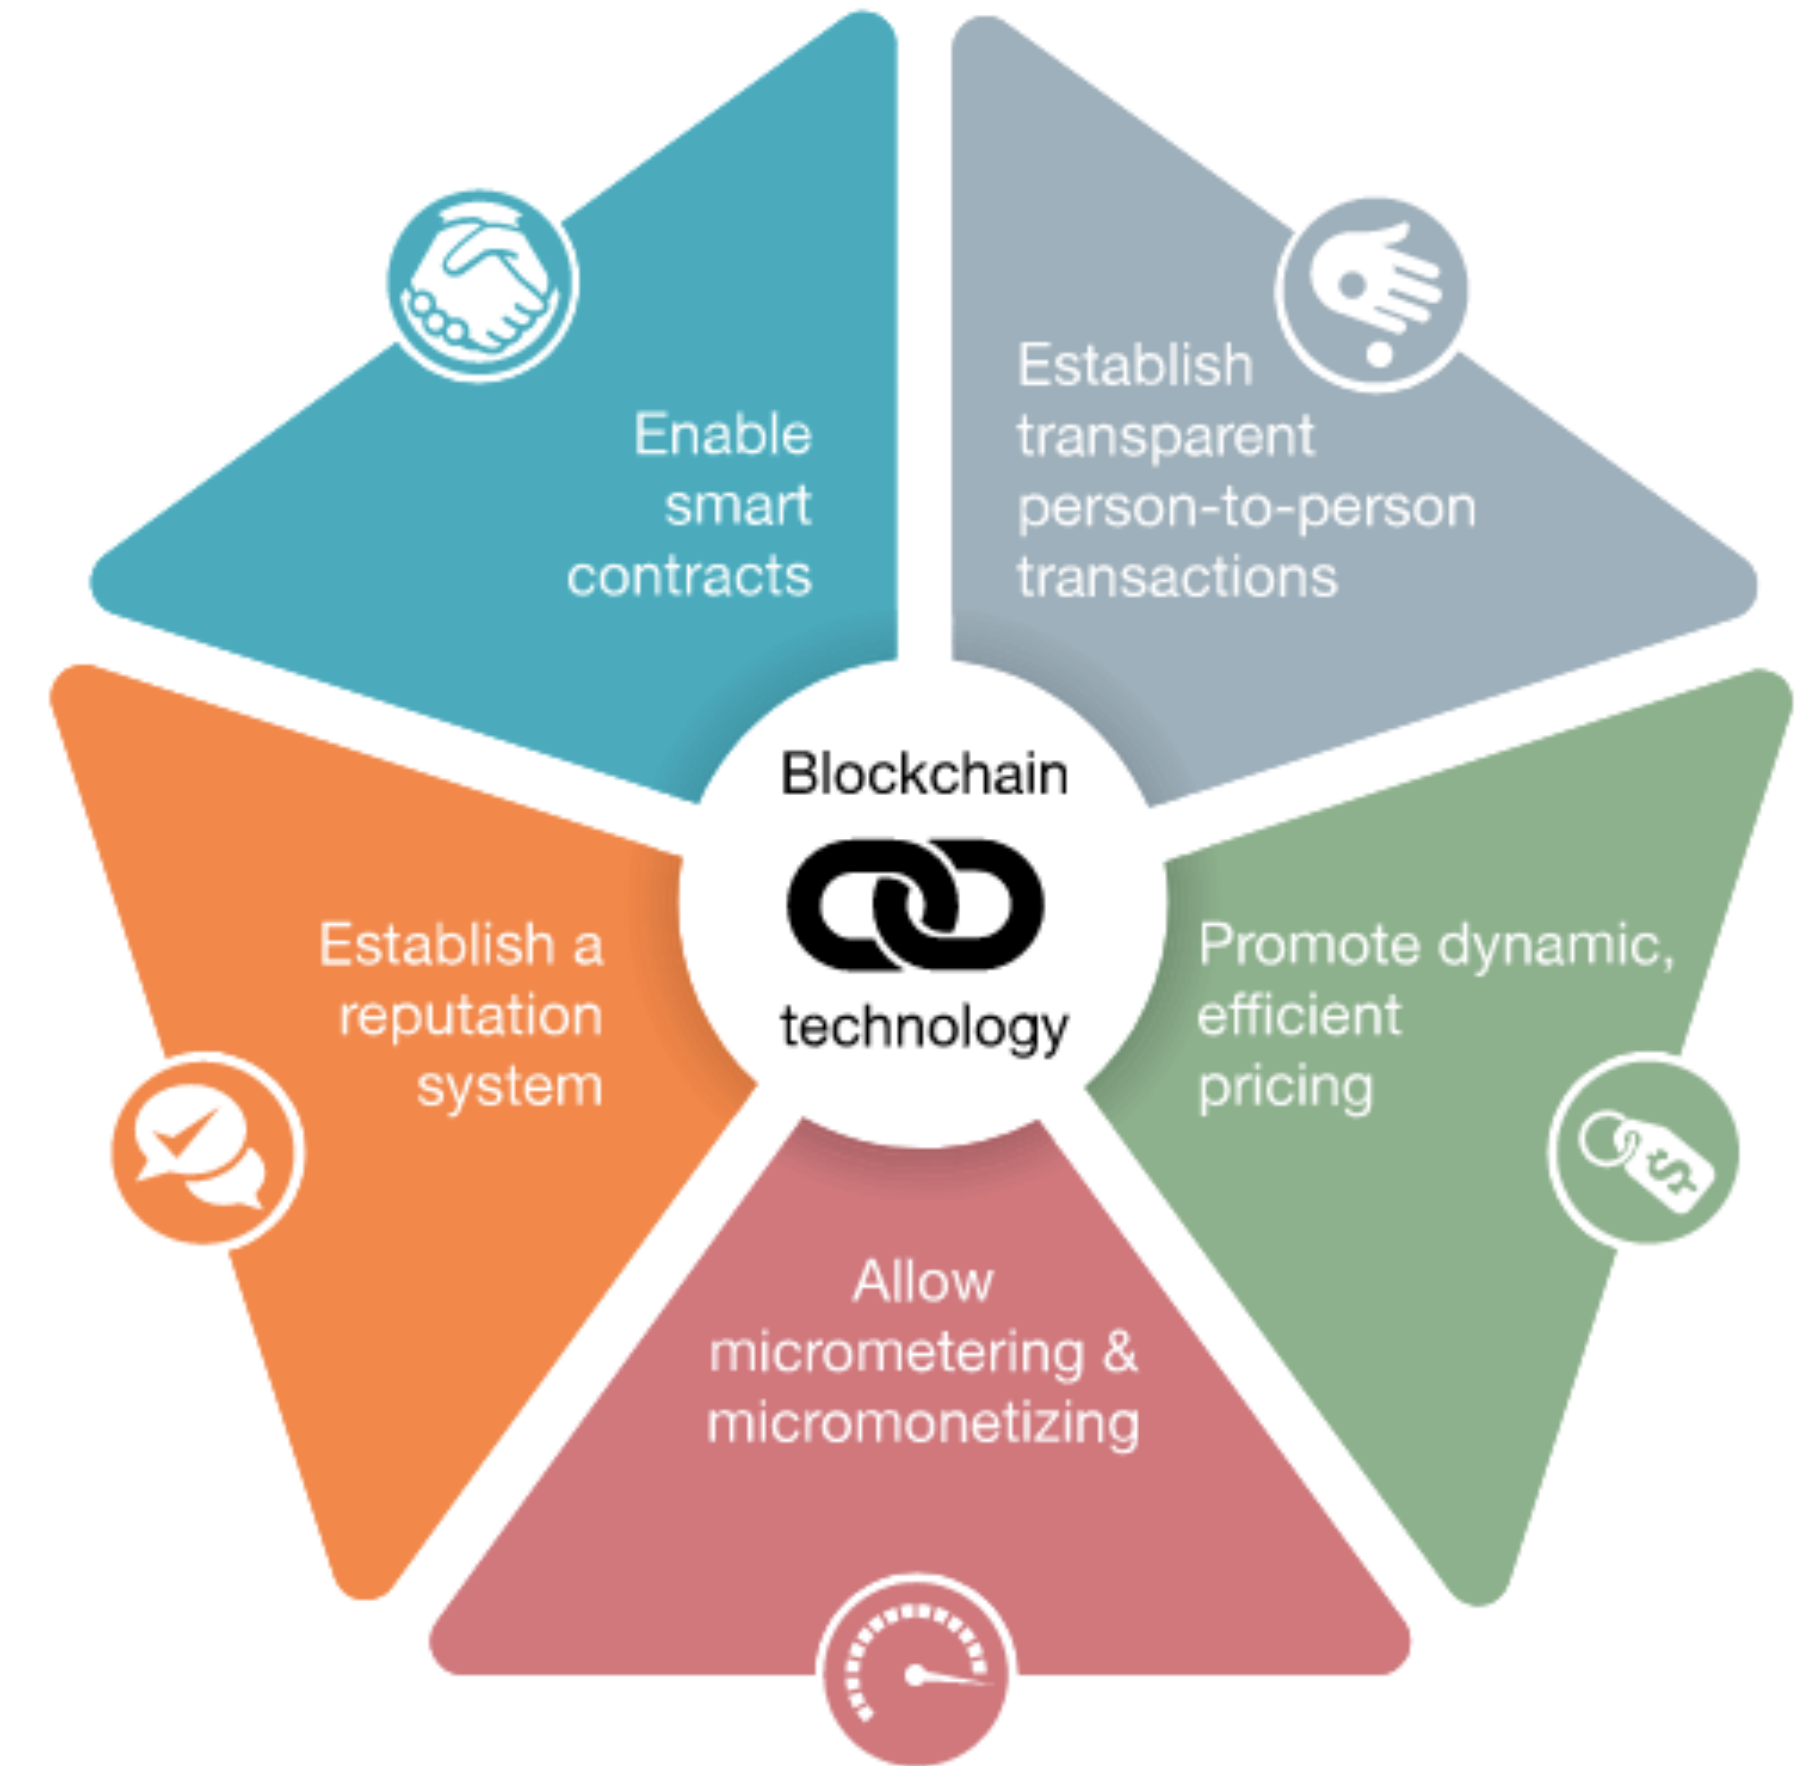 Enable
smart
contracts
Establish
transparent
person-to-person
transactions
Blockchain
technology
Establish a
reputation
system
Promote dynamic,
efficient
pricing
$
Allow
micrometering &
micromonetizing